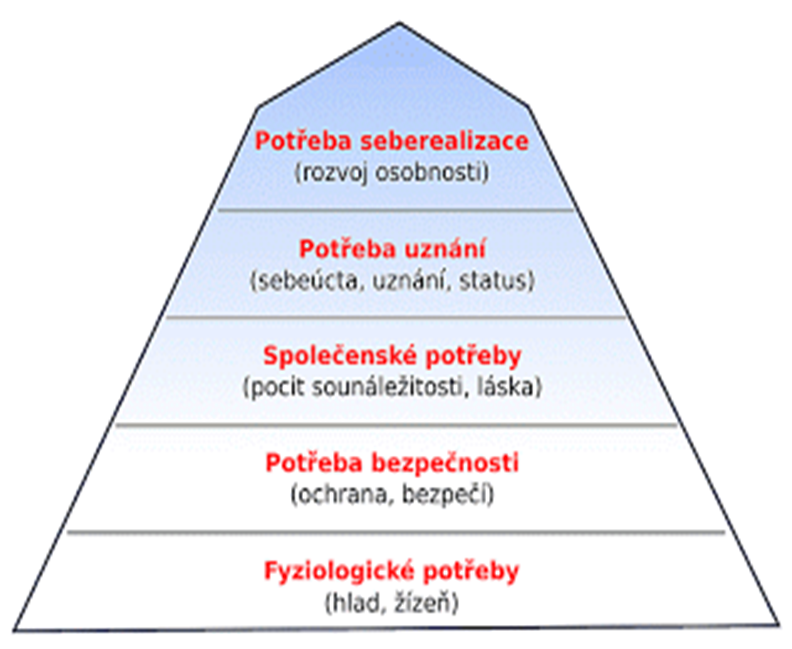 Potřeba seberealizace
(rozvoj osobnosti)
Potřeba uznání
(sebeúcta, uznání, status)
Společenské potřeby
(pocit sounáležitosti, láska)
Potřeba bezpečnosti
(ochrana, bezpečí)
Fyziologické potřeby
(hlad, žízeň)